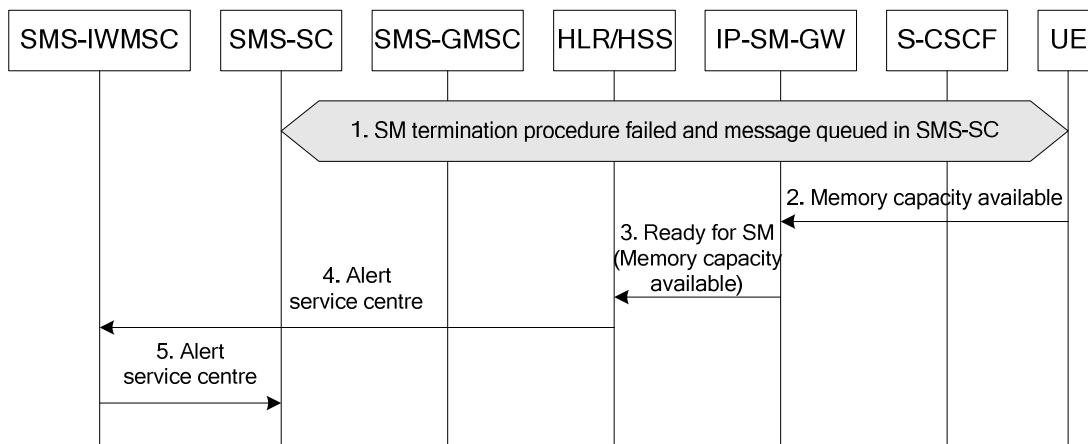 SMS-IWMSC
SMS-SC
SMS-GMSC
HLR/HSS
IP-SM-GW
S-CSCF
UE
1. SM termination procedure failed and message queued in SMS-SC
2. Memory capacity available
3. Ready for SM
(Memory capacity
available)
4. Alert
service centre
5. Alert
service centre